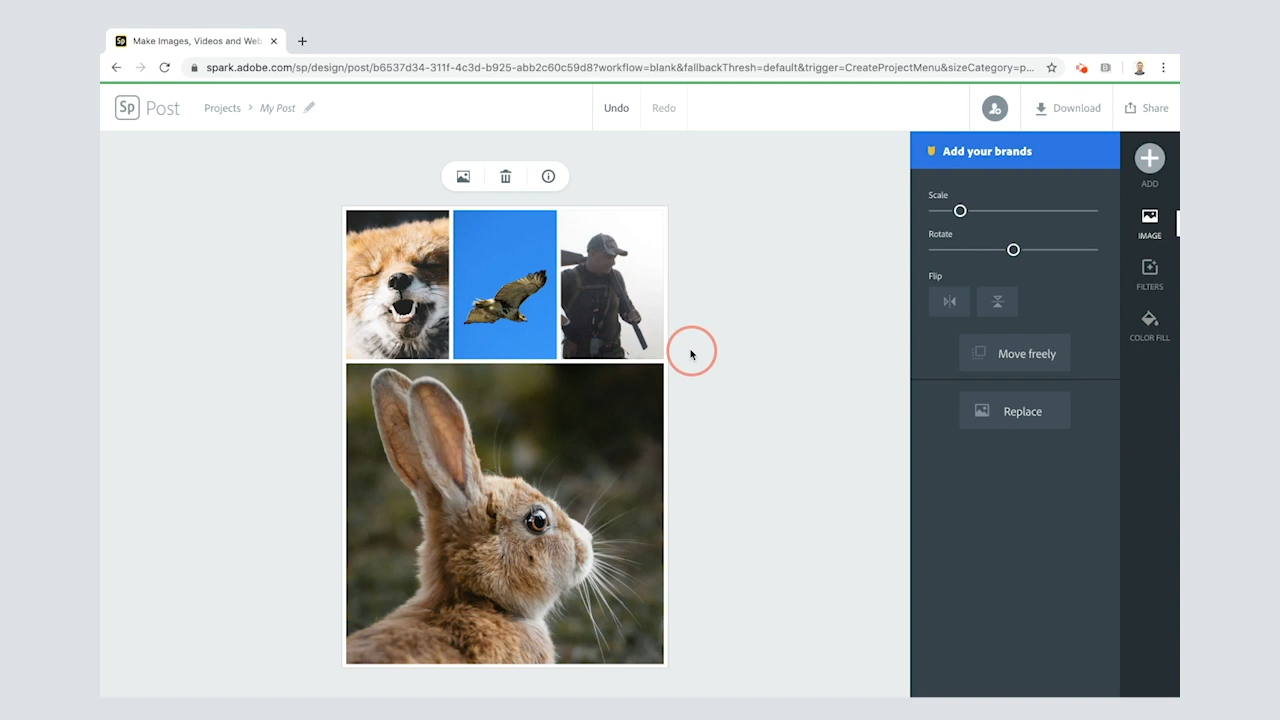 Sp Make Images, Videos and Web
spark.adobe.com/sp/design/post/b6537d34-311f-4c3d-b925-abb2c60c59d8?workflow=blank&fallbackThresh=default&trigger=CreateProjectMenu&sizeCategory=p...
Sp Post Projects > My Post Undo Redo Download Share
Add your brands
ADD
Scale
IMAGE
Rotate
Flip
FILTERS
COLOR FILL
Move freely
Replace